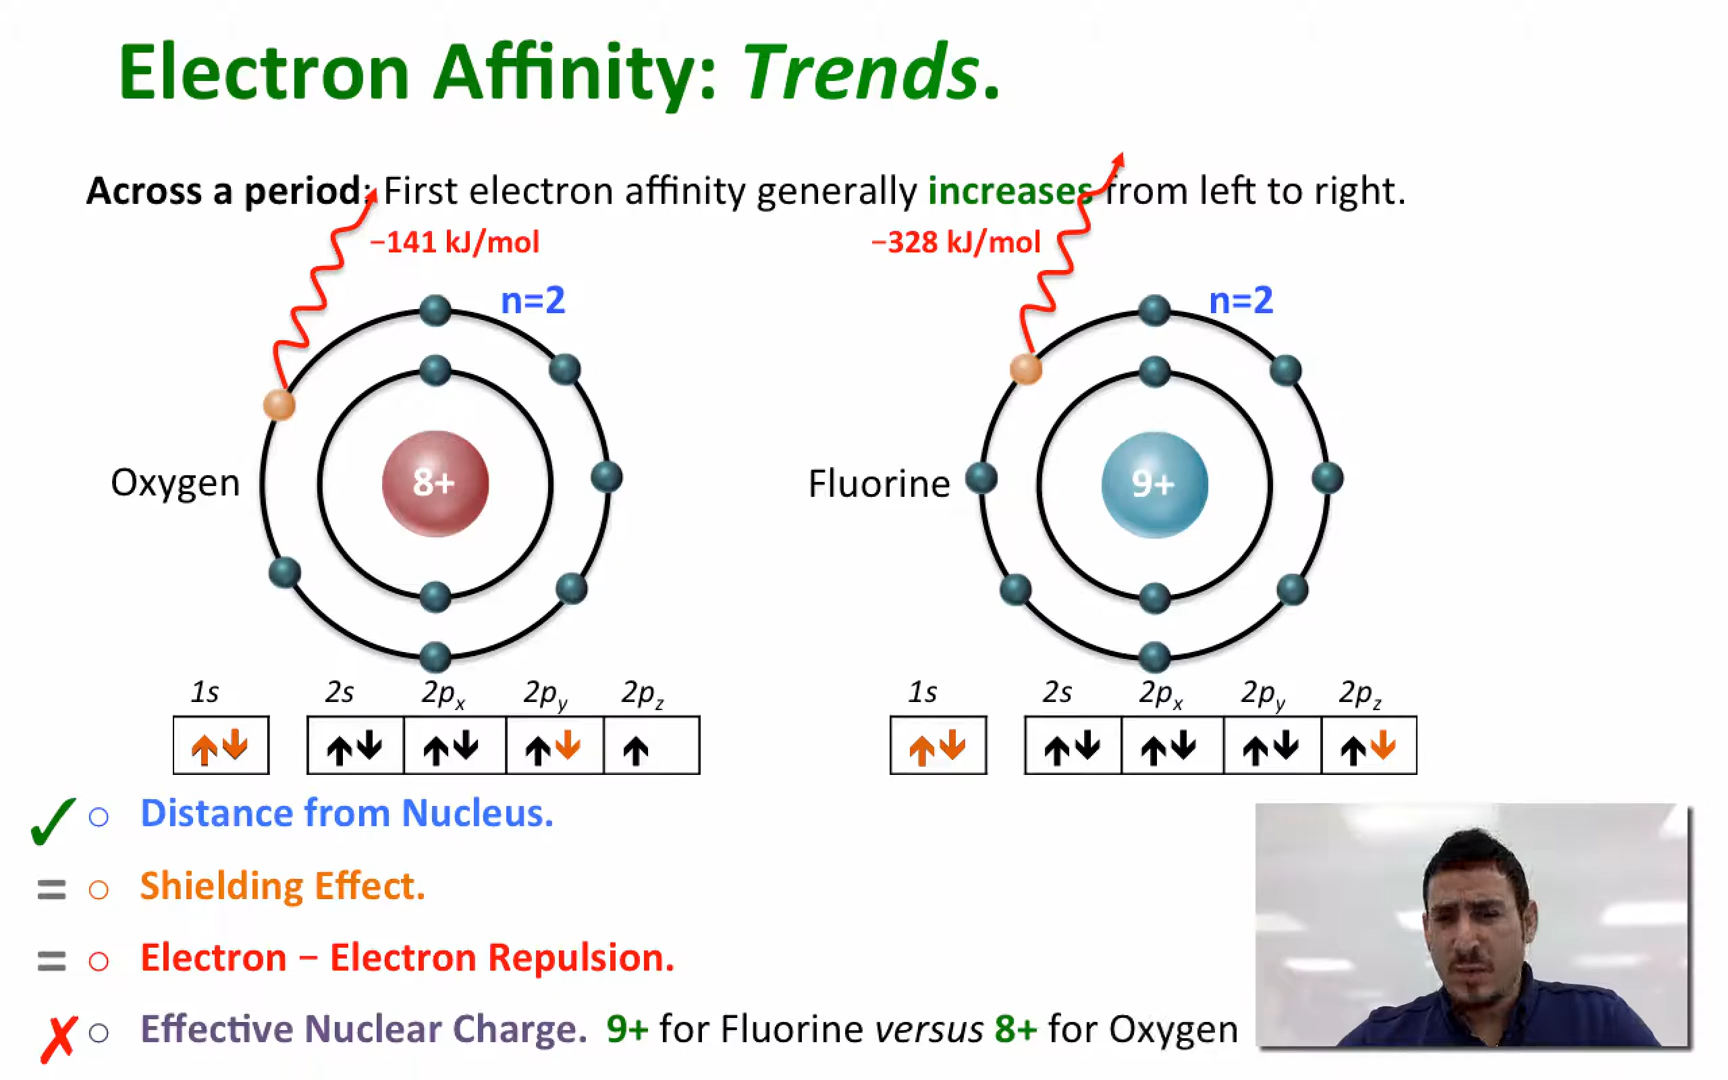 Electron Affinity: Trends.
Across a period: First electron affinity generally increases from left to right.
−141 kJ/mol
−328 kJ/mol
n=2
n=2
Oxygen
8+
Fluorine
9+
1s 2s 2px 2py 2pz
1s 2s 2px 2py 2pz
✓ ○ Distance from Nucleus.
= ○ Shielding Effect.
= ○ Electron − Electron Repulsion.
✗ ○ Effective Nuclear Charge. 9+ for Fluorine versus 8+ for Oxygen